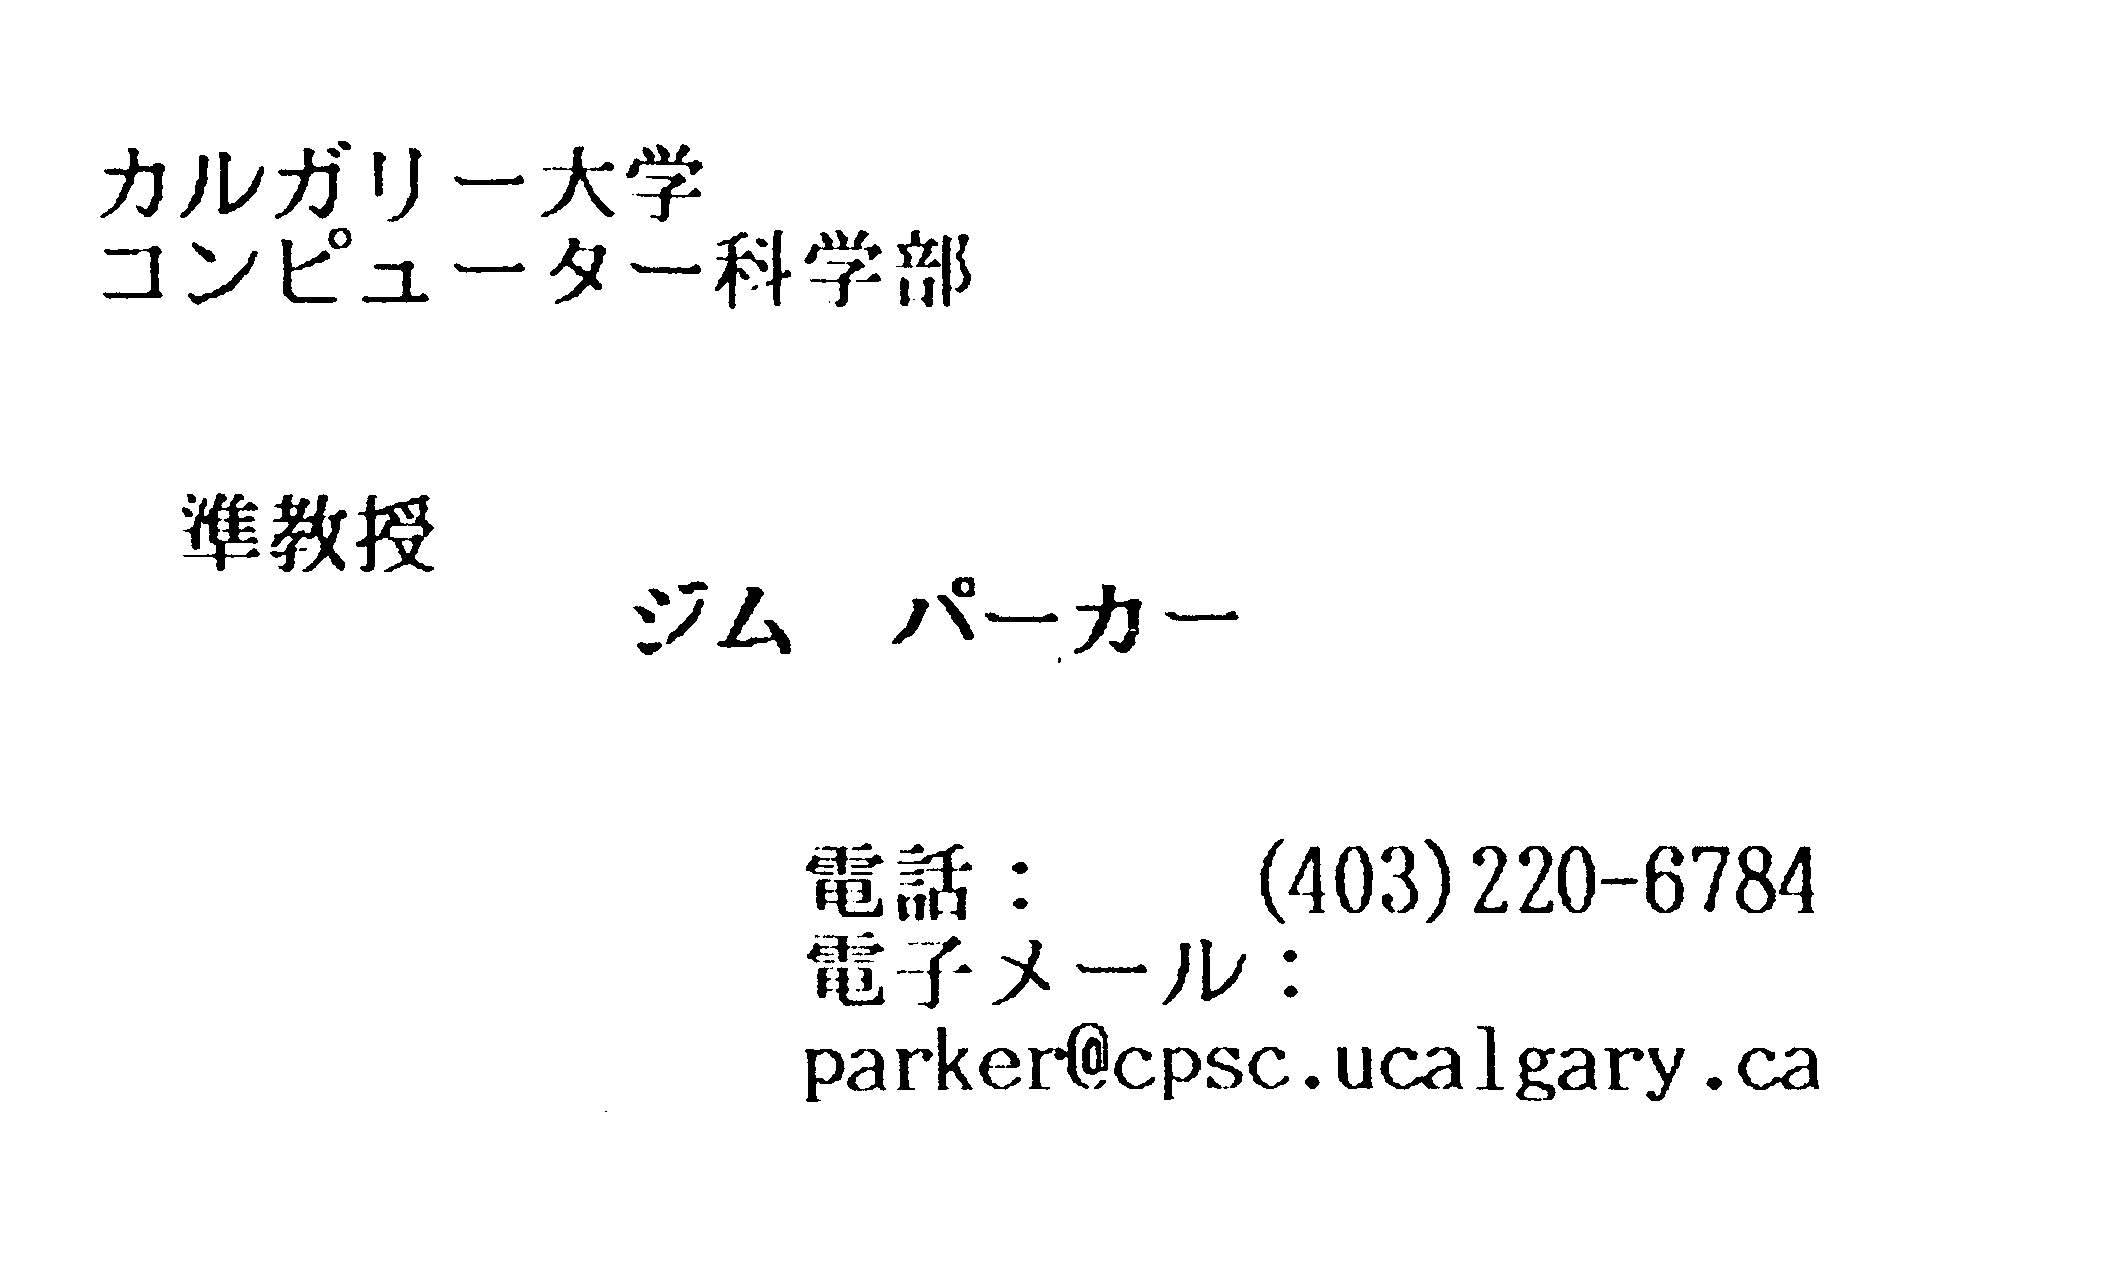 カルガリー大学
コンピューター科学部
準教授
ジム　パーカー
電話：　　(403)220-6784
電子メール：
parker@cpsc.ucalgary.ca